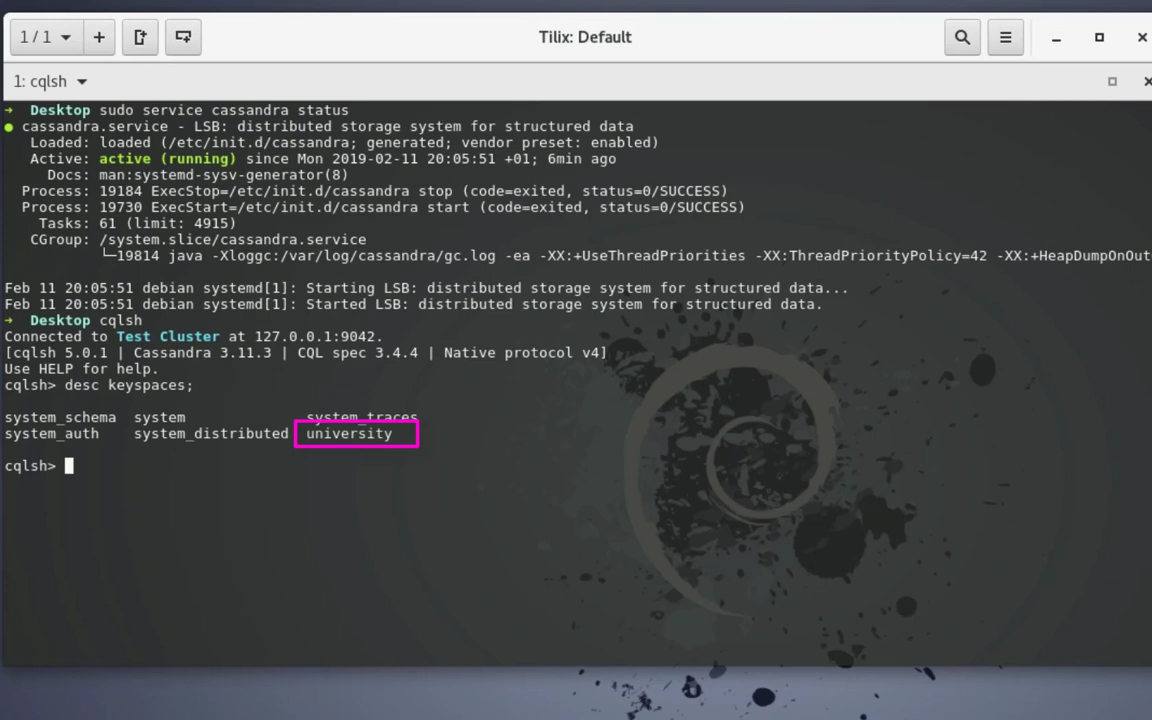 1 / 1
Tilix: Default
1: cqlsh
→ Desktop sudo service cassandra status
● cassandra.service - LSB: distributed storage system for structured data
Loaded: loaded (/etc/init.d/cassandra; generated; vendor preset: enabled)
Active: active (running) since Mon 2019-02-11 20:05:51 +01; 6min ago
Docs: man:systemd-sysv-generator(8)
Process: 19184 ExecStop=/etc/init.d/cassandra stop (code=exited, status=0/SUCCESS)
Process: 19730 ExecStart=/etc/init.d/cassandra start (code=exited, status=0/SUCCESS)
Tasks: 61 (limit: 4915)
CGroup: /system.slice/cassandra.service
└─19814 java -Xloggc:/var/log/cassandra/gc.log -ea -XX:+UseThreadPriorities -XX:ThreadPriorityPolicy=42 -XX:+HeapDumpOnOut
Feb 11 20:05:51 debian systemd[1]: Starting LSB: distributed storage system for structured data...
Feb 11 20:05:51 debian systemd[1]: Started LSB: distributed storage system for structured data.
→ Desktop cqlsh
Connected to Test Cluster at 127.0.0.1:9042.
[cqlsh 5.0.1 | Cassandra 3.11.3 | CQL spec 3.4.4 | Native protocol v4]
Use HELP for help.
cqlsh> desc keyspaces;
system_schema system system_traces
system_auth system_distributed university
cqlsh>